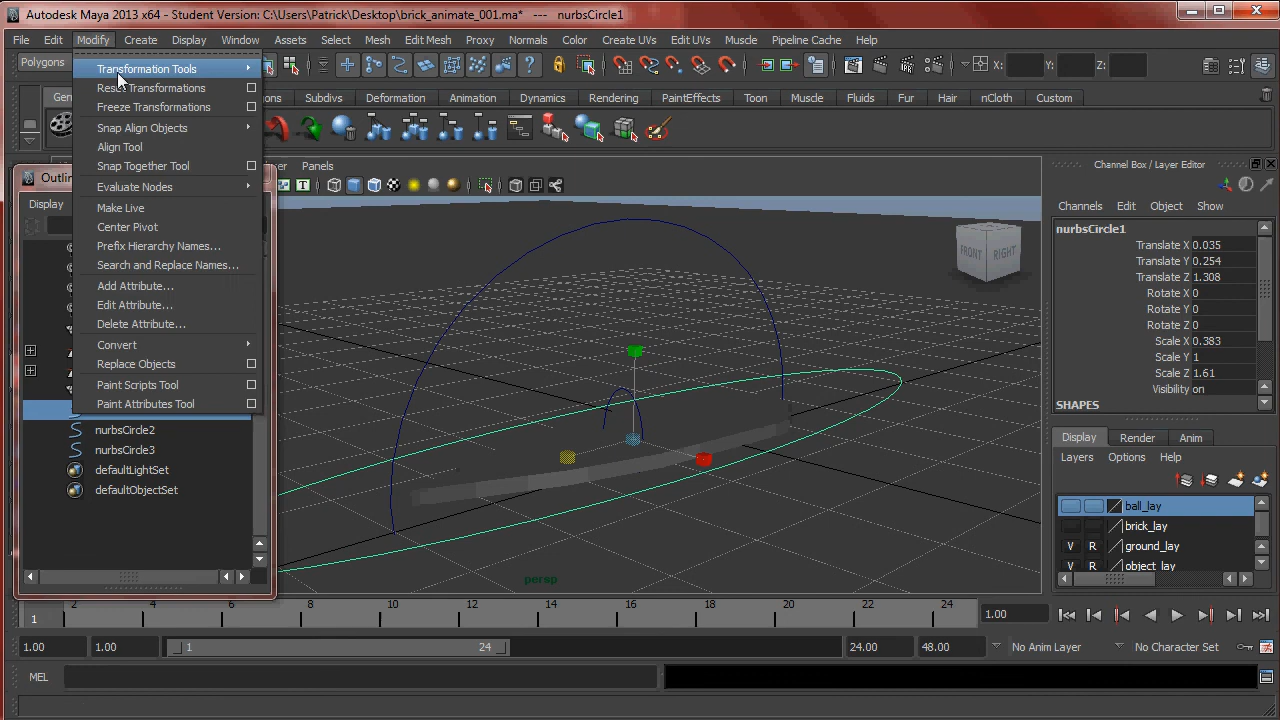 Autodesk Maya 2013 x64 - Student Version: C:\Users\Patrick\Desktop\brick_animate_001.ma* --- nurbsCircle1
File Edit Modify Create Display Window Assets Select Mesh Edit Mesh Proxy Normals Color Create UVs Edit UVs Muscle Pipeline Cache Help
Polygons X: Y: Z:
Subdivs Deformation Animation Dynamics Rendering PaintEffects Toon Muscle Fluids Fur Hair nCloth Custom
Transformation Tools
Freeze Transformations
Snap Align Objects
Align Tool
Snap Together Tool
Evaluate Nodes
Make Live
Center Pivot
Prefix Hierarchy Names...
Search and Replace Names...
Add Attribute...
Edit Attribute...
Delete Attribute...
Convert
Replace Objects
Paint Scripts Tool
Paint Attributes Tool
Display
nurbsCircle2
nurbsCircle3
defaultLightSet
defaultObjectSet
Panels
FRONT RIGHT
persp
Channel Box / Layer Editor
Channels Edit Object Show
nurbsCircle1
Translate X 0.035
Translate Y 0.254
Translate Z 1.308
Rotate X 0
Rotate Y 0
Rotate Z 0
Scale X 0.383
Scale Y 1
Scale Z 1.61
Visibility on
SHAPES
Display Render Anim
Layers Options Help
ball_lay
brick_lay
V R ground_lay
V R object_lay
1 2 4 6 8 10 12 14 16 18 20 22 24 1.00
1.00 1.00 1 24 24.00 48.00 No Anim Layer No Character Set
MEL